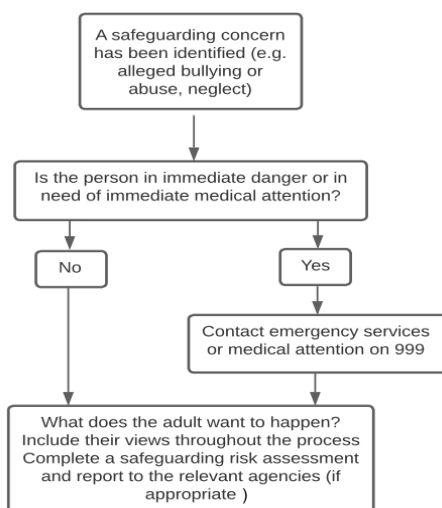 A safeguarding concern
has been identified (e.g.
alleged bullying or
abuse, neglect)
Is the person in immediate danger or in
need of immediate medical attention?
No
Yes
Contact emergency services
or medical attention on 999
What does the adult want to happen?
Include their views throughout the process
Complete a safeguarding risk assessment
and report to the relevant agencies (if
appropriate )